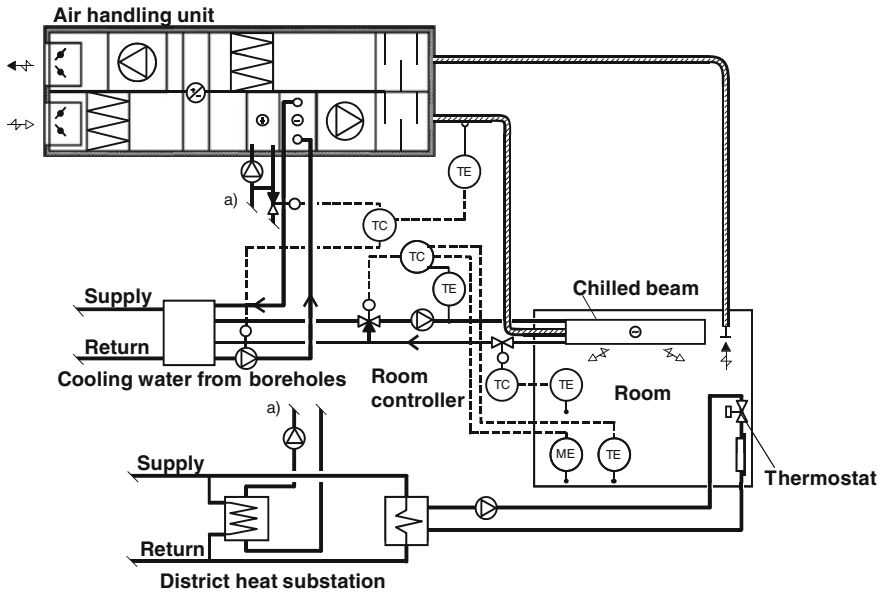 Air handling unit
TE
a)
TC
TC
TE
Supply
Chilled beam
Return
Cooling water from boreholes
Room
controller
TC
TE
Room
a)
ME
TE
Supply
Thermostat
Return
District heat substation